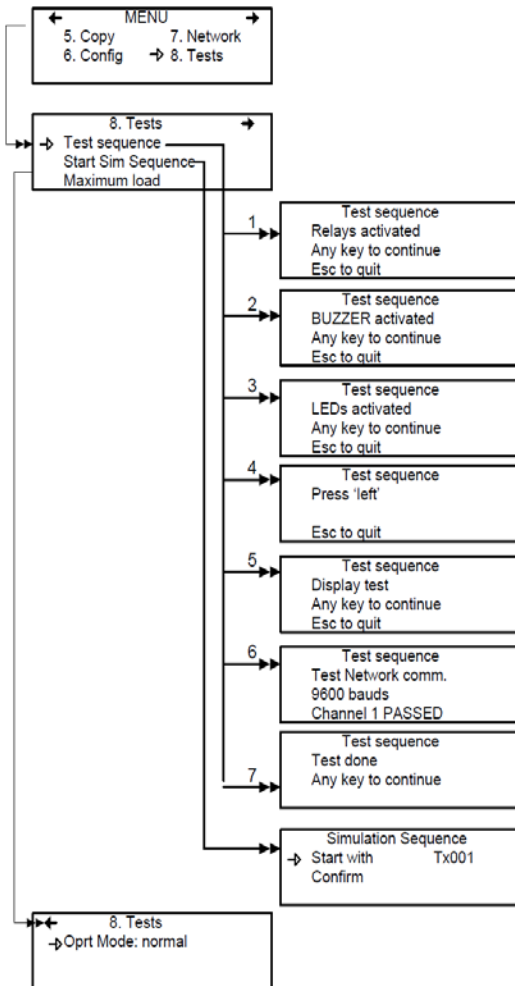 MENU
5. Copy 7. Network
6. Config 8. Tests
8. Tests
Test sequence
Start Sim Sequence
Maximum load
1
Test sequence
Relays activated
Any key to continue
Esc to quit
2
Test sequence
BUZZER activated
Any key to continue
Esc to quit
3
Test sequence
LEDs activated
Any key to continue
Esc to quit
4
Test sequence
Press ‘left’
Esc to quit
5
Test sequence
Display test
Any key to continue
Esc to quit
6
Test sequence
Test Network comm.
9600 bauds
Channel 1 PASSED
7
Test sequence
Test done
Any key to continue
Simulation Sequence
Start with Tx001
Confirm
8. Tests
Oprt Mode: normal